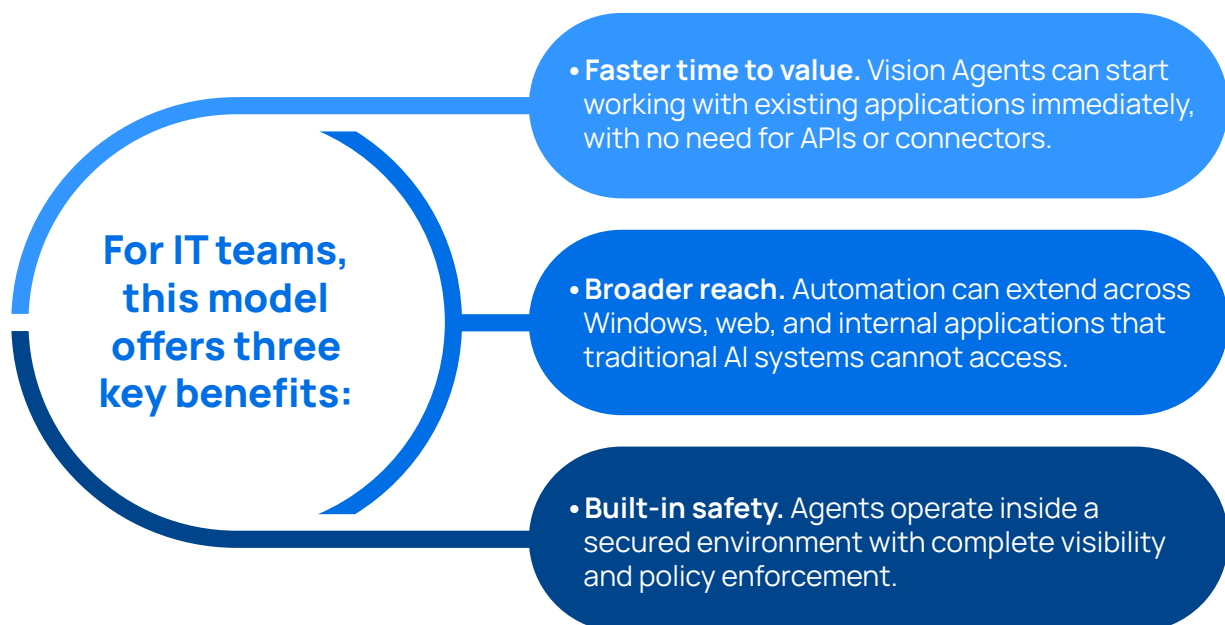 For IT teams,
this model
offers three
key benefits:
• Faster time to value. Vision Agents can start
working with existing applications immediately,
with no need for APIs or connectors.
• Broader reach. Automation can extend across
Windows, web, and internal applications that
traditional AI systems cannot access.
• Built-in safety. Agents operate inside a
secured environment with complete visibility
and policy enforcement.